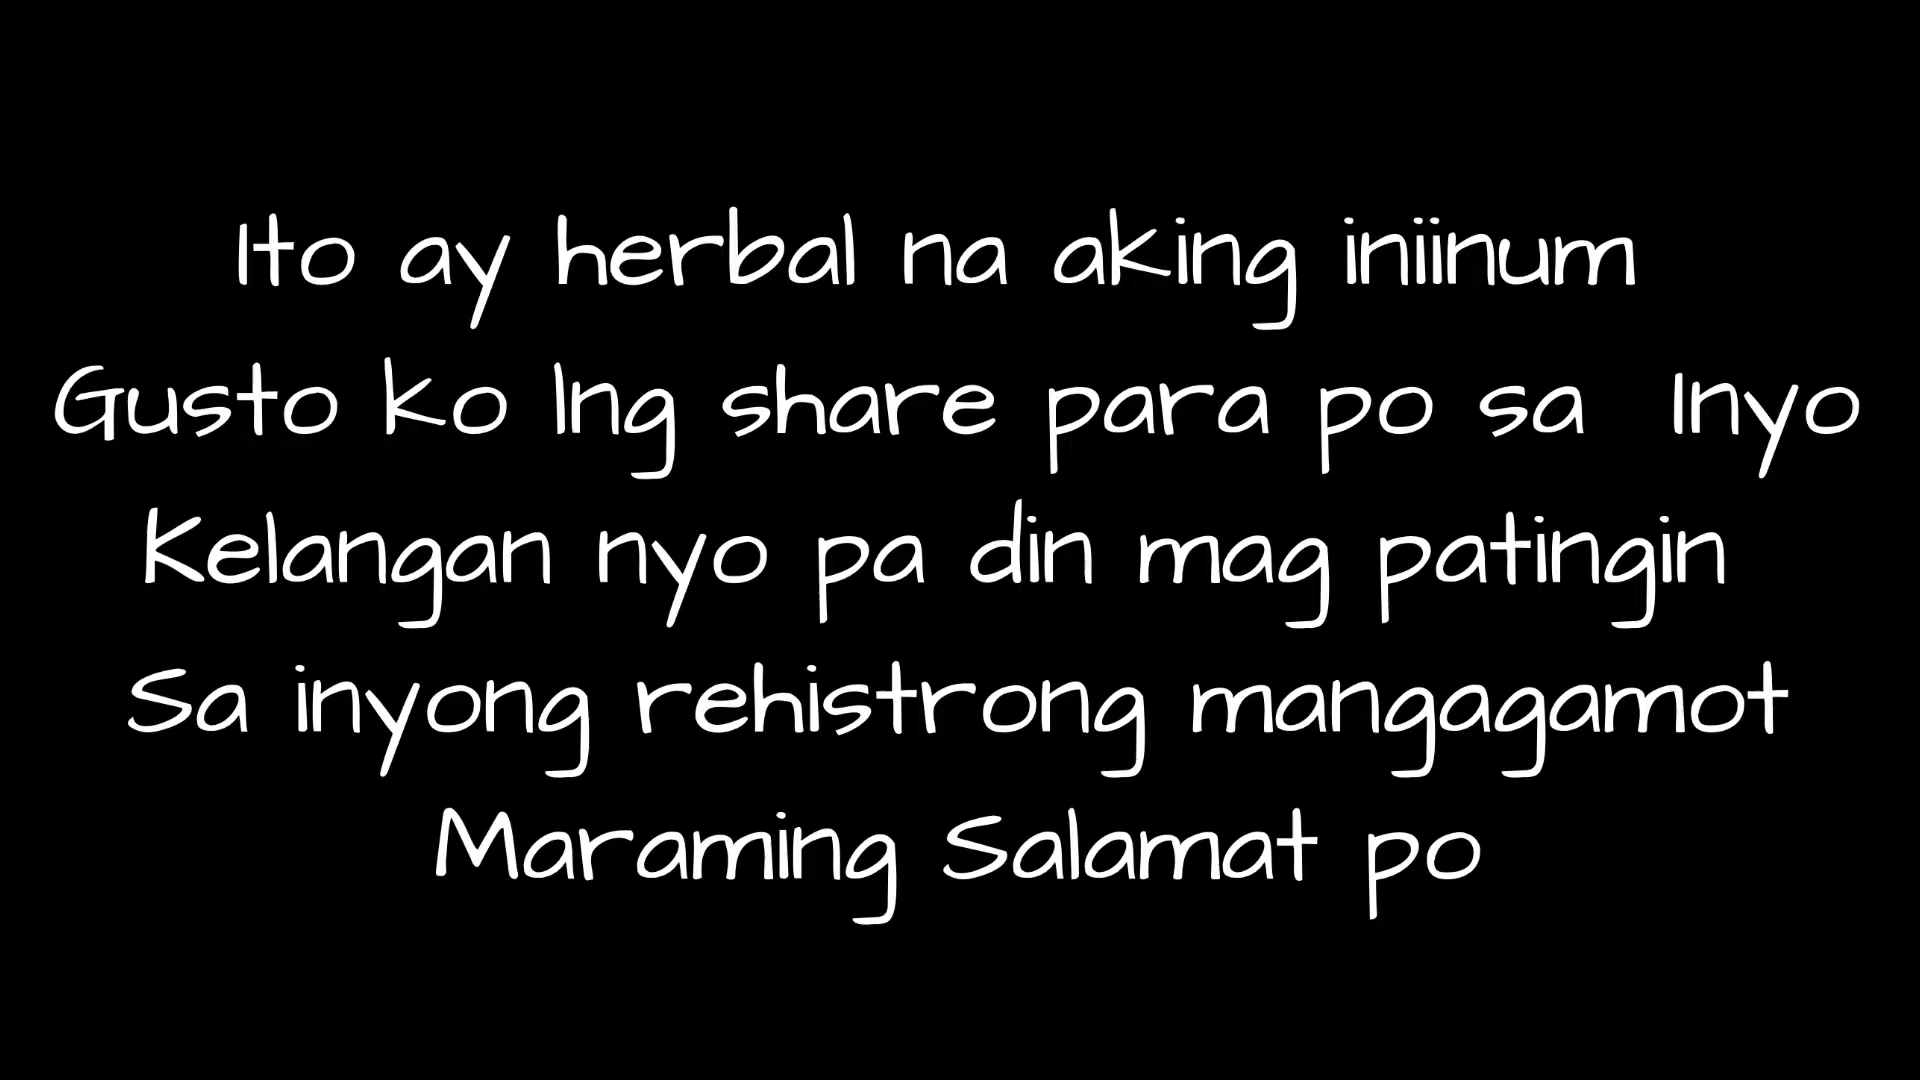 Ito ay herbal na aking iniinum
Gusto ko lng share para po sa Inyo
Kelangan nyo pa din mag patingin
Sa inyong rehistrong mangagamot
Maraming Salamat po